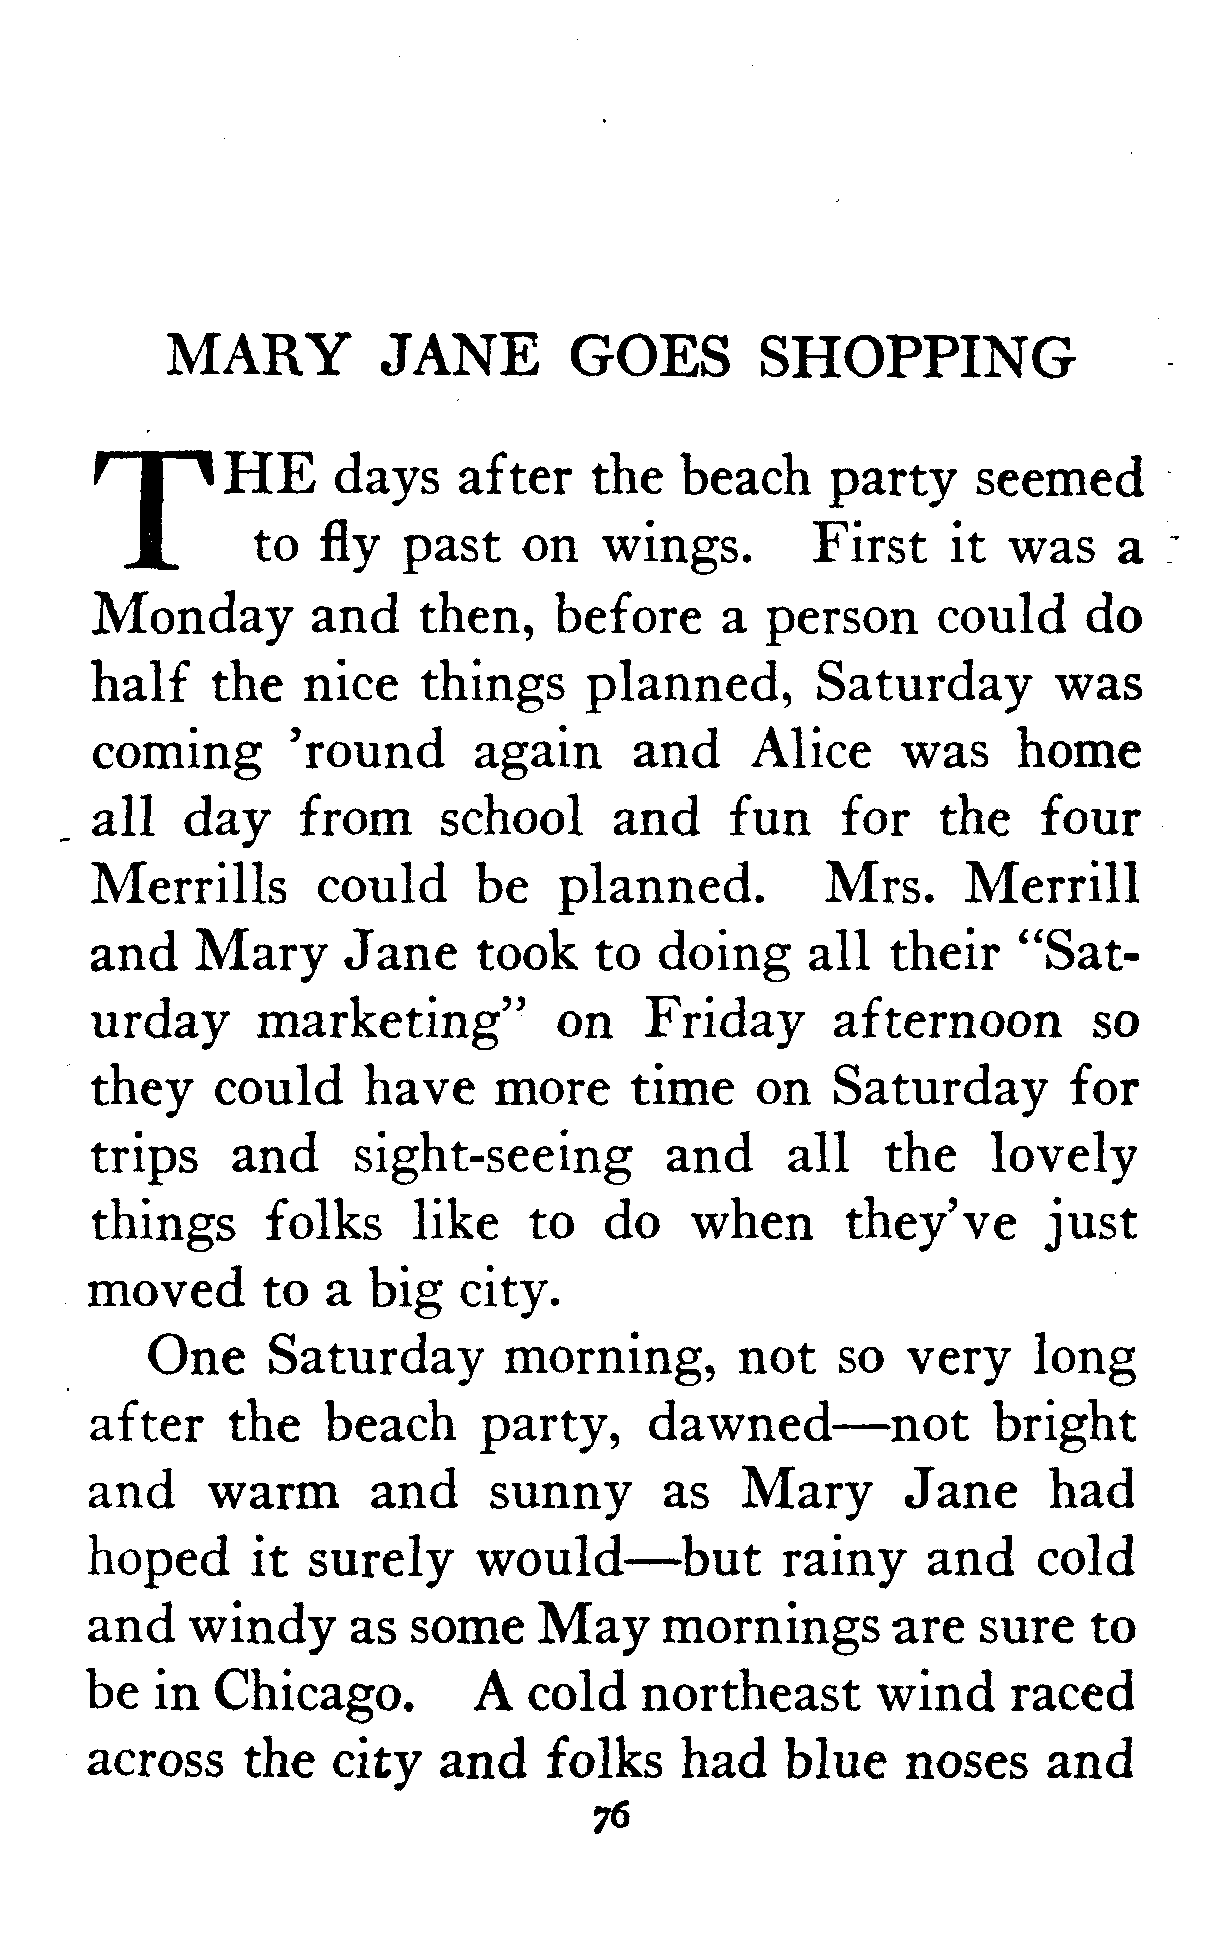 MARY JANE GOES SHOPPING
THE days after the beach party seemed
to fly past on wings. First it was a
Monday and then, before a person could do
half the nice things planned, Saturday was
coming ’round again and Alice was home
all day from school and fun for the four
Merrills could be planned. Mrs. Merrill
and Mary Jane took to doing all their “Sat-
urday marketing” on Friday afternoon so
they could have more time on Saturday for
trips and sight-seeing and all the lovely
things folks like to do when they’ve just
moved to a big city.
One Saturday morning, not so very long
after the beach party, dawned—not bright
and warm and sunny as Mary Jane had
hoped it surely would—but rainy and cold
and windy as some May mornings are sure to
be in Chicago. A cold northeast wind raced
across the city and folks had blue noses and
76